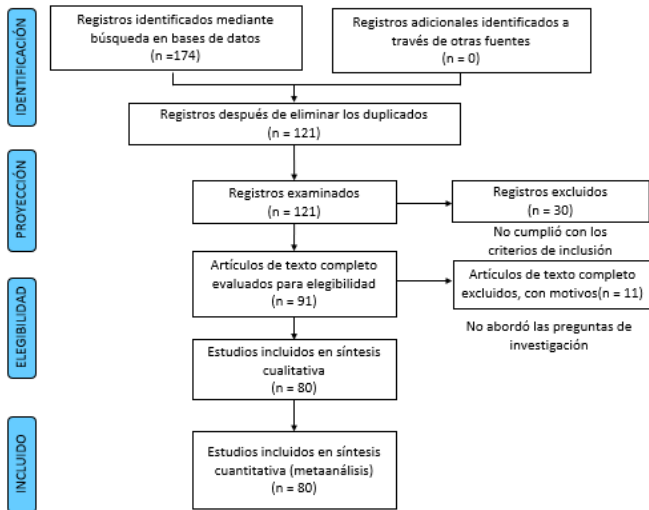 IDENTIFICACIÓN
Registros identificados mediante
búsqueda en bases de datos
(n =174)
Registros adicionales identificados a
través de otras fuentes
(n = 0)
Registros después de eliminar los duplicados
(n = 121)
PROYECCIÓN
Registros examinados
(n = 121)
Registros excluidos
(n = 30)
No cumplió con los
criterios de inclusión
ELEGIBILIDAD
Artículos de texto completo
evaluados para elegibilidad
(n = 91)
Artículos de texto completo
excluidos, con motivos(n = 11)
No abordó las preguntas de
investigación
Estudios incluidos en síntesis
cualitativa
(n = 80)
INCLUIDO
Estudios incluidos en síntesis
cuantitativa (metaanálisis)
(n = 80)